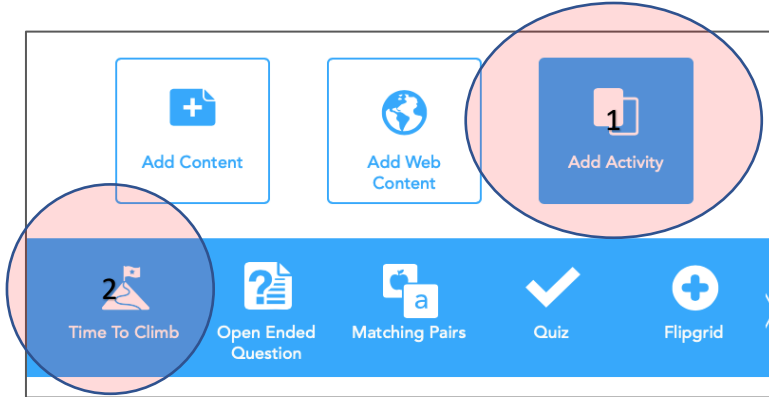 1
Add Content
Add Web
Content
Add Activity
2
a
Time To Climb
Open Ended
Question
Matching Pairs
Quiz
Flipgrid